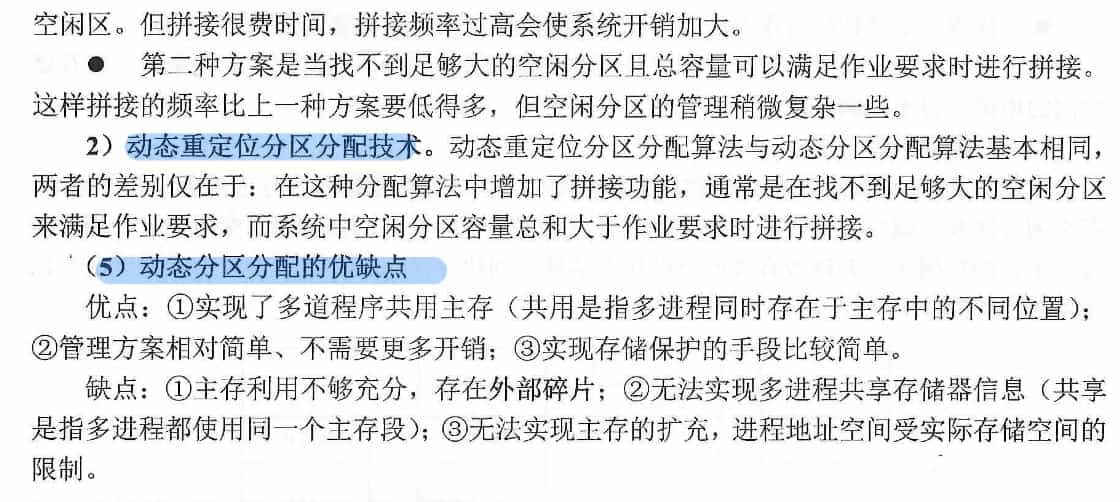 空闲区。但拼接很费时间，拼接频率过高会使系统开销加大。
● 第二种方案是当找不到足够大的空闲分区且总容量可以满足作业要求时进行拼接。
这样拼接的频率比上一种方案要低得多，但空闲分区的管理稍微复杂一些。
2）动态重定位分区分配技术。动态重定位分区分配算法与动态分区分配算法基本相同，
两者的差别仅在于：在这种分配算法中增加了拼接功能，通常是在找不到足够大的空闲分区
来满足作业要求，而系统中空闲分区容量总和大于作业要求时进行拼接。
（5）动态分区分配的优缺点
优点：①实现了多道程序共用主存（共用是指多进程同时存在于主存中的不同位置）；
②管理方案相对简单、不需要更多开销；③实现存储保护的手段比较简单。
缺点：①主存利用不够充分，存在外部碎片；②无法实现多进程共享存储器信息（共享
是指多进程都使用同一个主存段）；③无法实现主存的扩充，进程地址空间受实际存储空间的
限制。